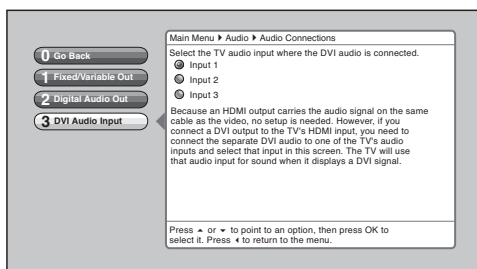 Main Menu ▶ Audio ▶ Audio Connections
0 Go Back
1 Fixed/Variable Out
2 Digital Audio Out
3 DVI Audio Input
Select the TV audio input where the DVI audio is connected.
Input 1
Input 2
Input 3
Because an HDMI output carries the audio signal on the same
cable as the video, no setup is needed. However, if you
connect a DVI output to the TV's HDMI input, you need to
connect the separate DVI audio to one of the TV's audio
inputs and select that input in this screen. The TV will use
that audio input for sound when it displays a DVI signal.
Press ▲ or ▼ to point to an option, then press OK to
select it. Press ◀ to return to the menu.